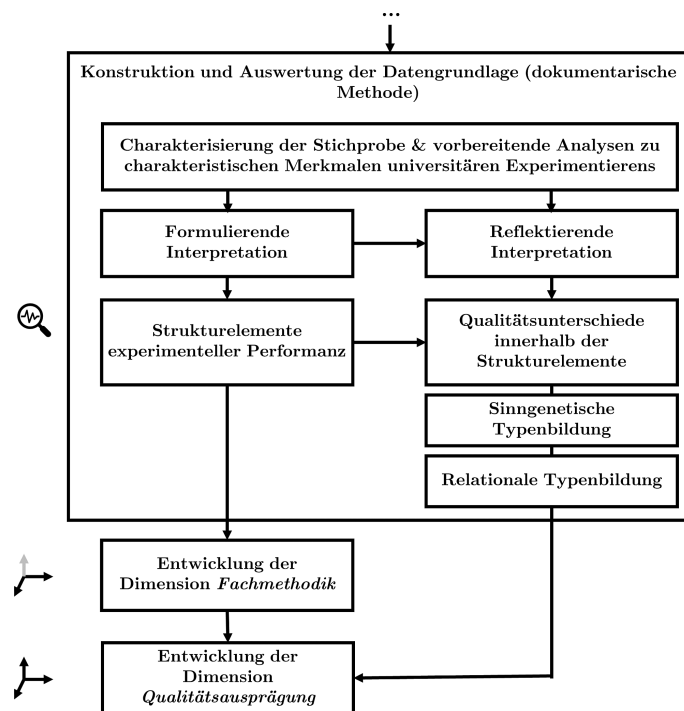 ...
Konstruktion und Auswertung der Datengrundlage (dokumentarische
Methode)
Charakterisierung der Stichprobe & vorbereitende Analysen zu
charakteristischen Merkmalen universitären Experimentierens
Formulierende
Interpretation
Reflektierende
Interpretation
Strukturelemente
experimenteller Performanz
Qualitätsunterschiede
innerhalb der
Strukturelemente
Sinngenetische
Typenbildung
Relationale Typenbildung
Entwicklung der
Dimension Fachmethodik
Entwicklung der
Dimension
Qualitätsausprägung